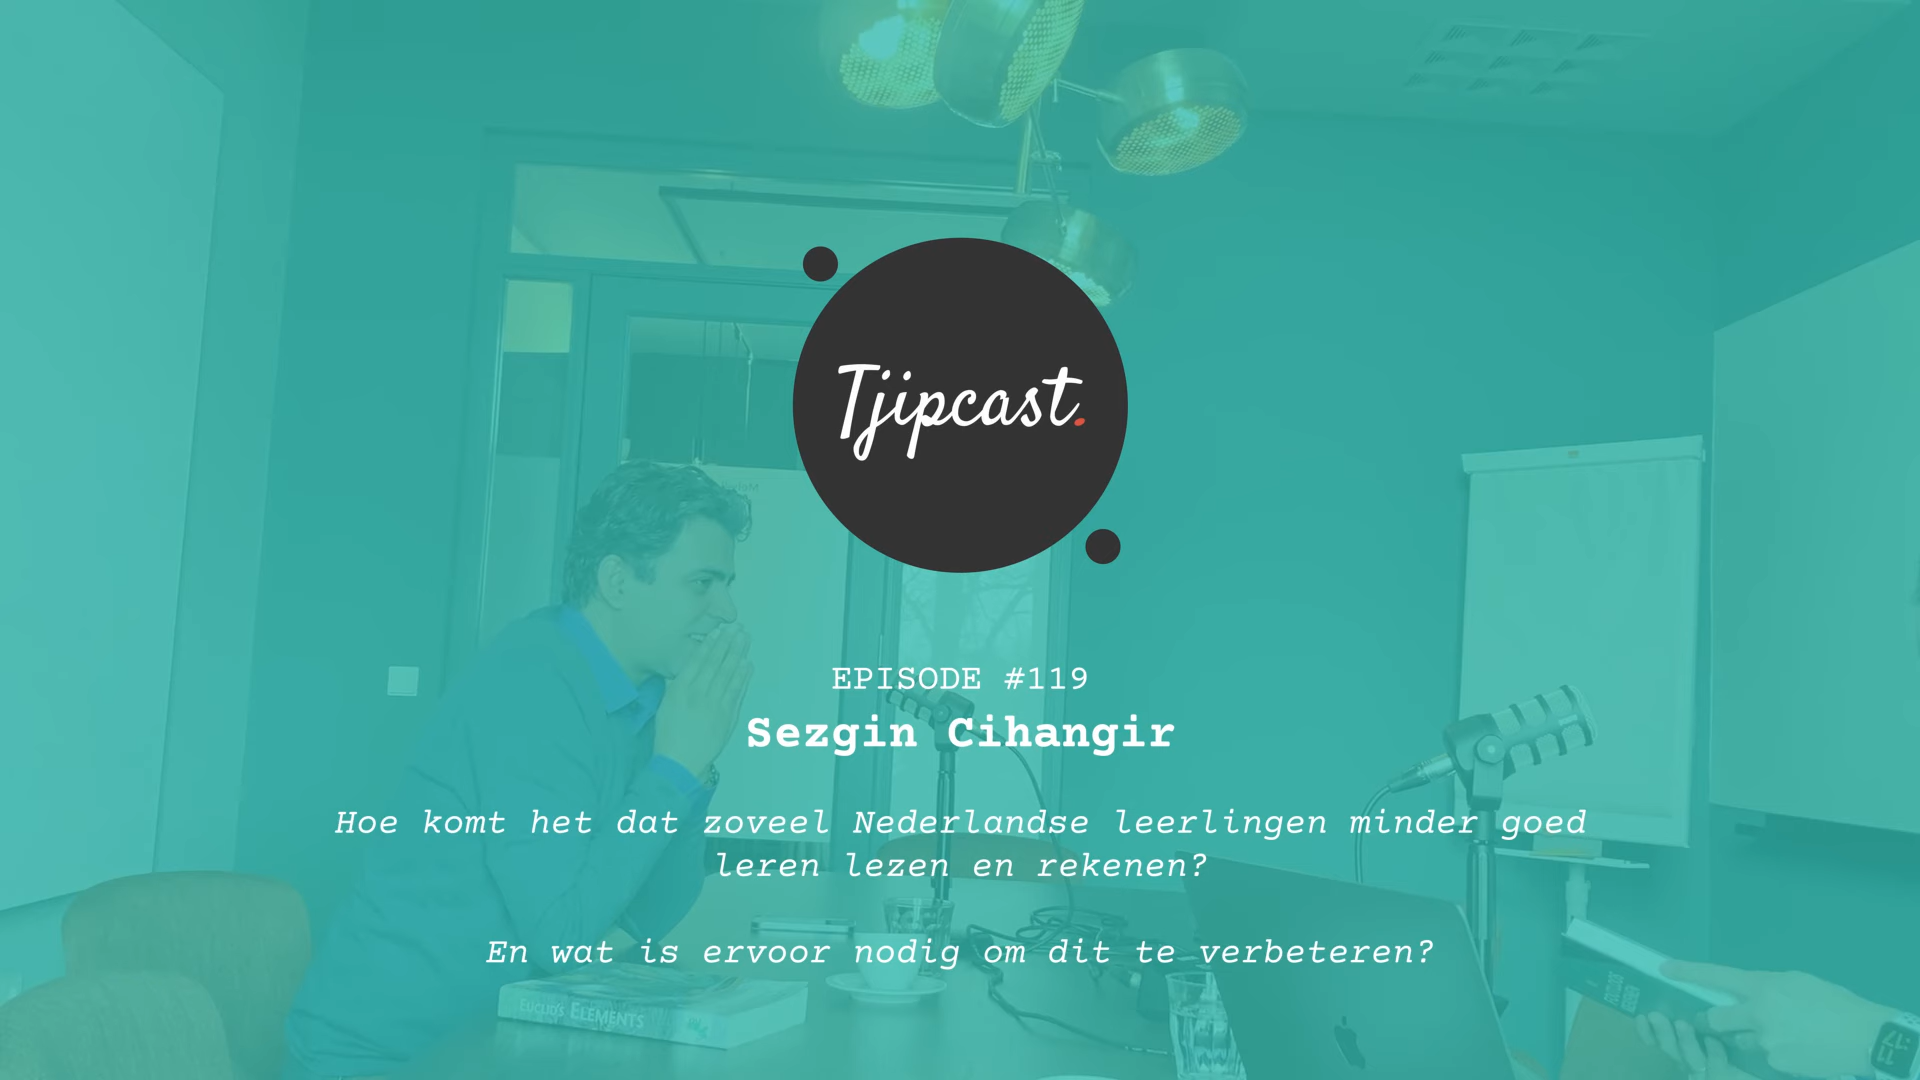 Tjipcast.
EPISODE #119
Sezgin Cihangir
Hoe komt het dat zoveel Nederlandse leerlingen minder goed
leren lezen en rekenen?
En wat is ervoor nodig om dit te verbeteren?
EUCLID'S ELEMENTS